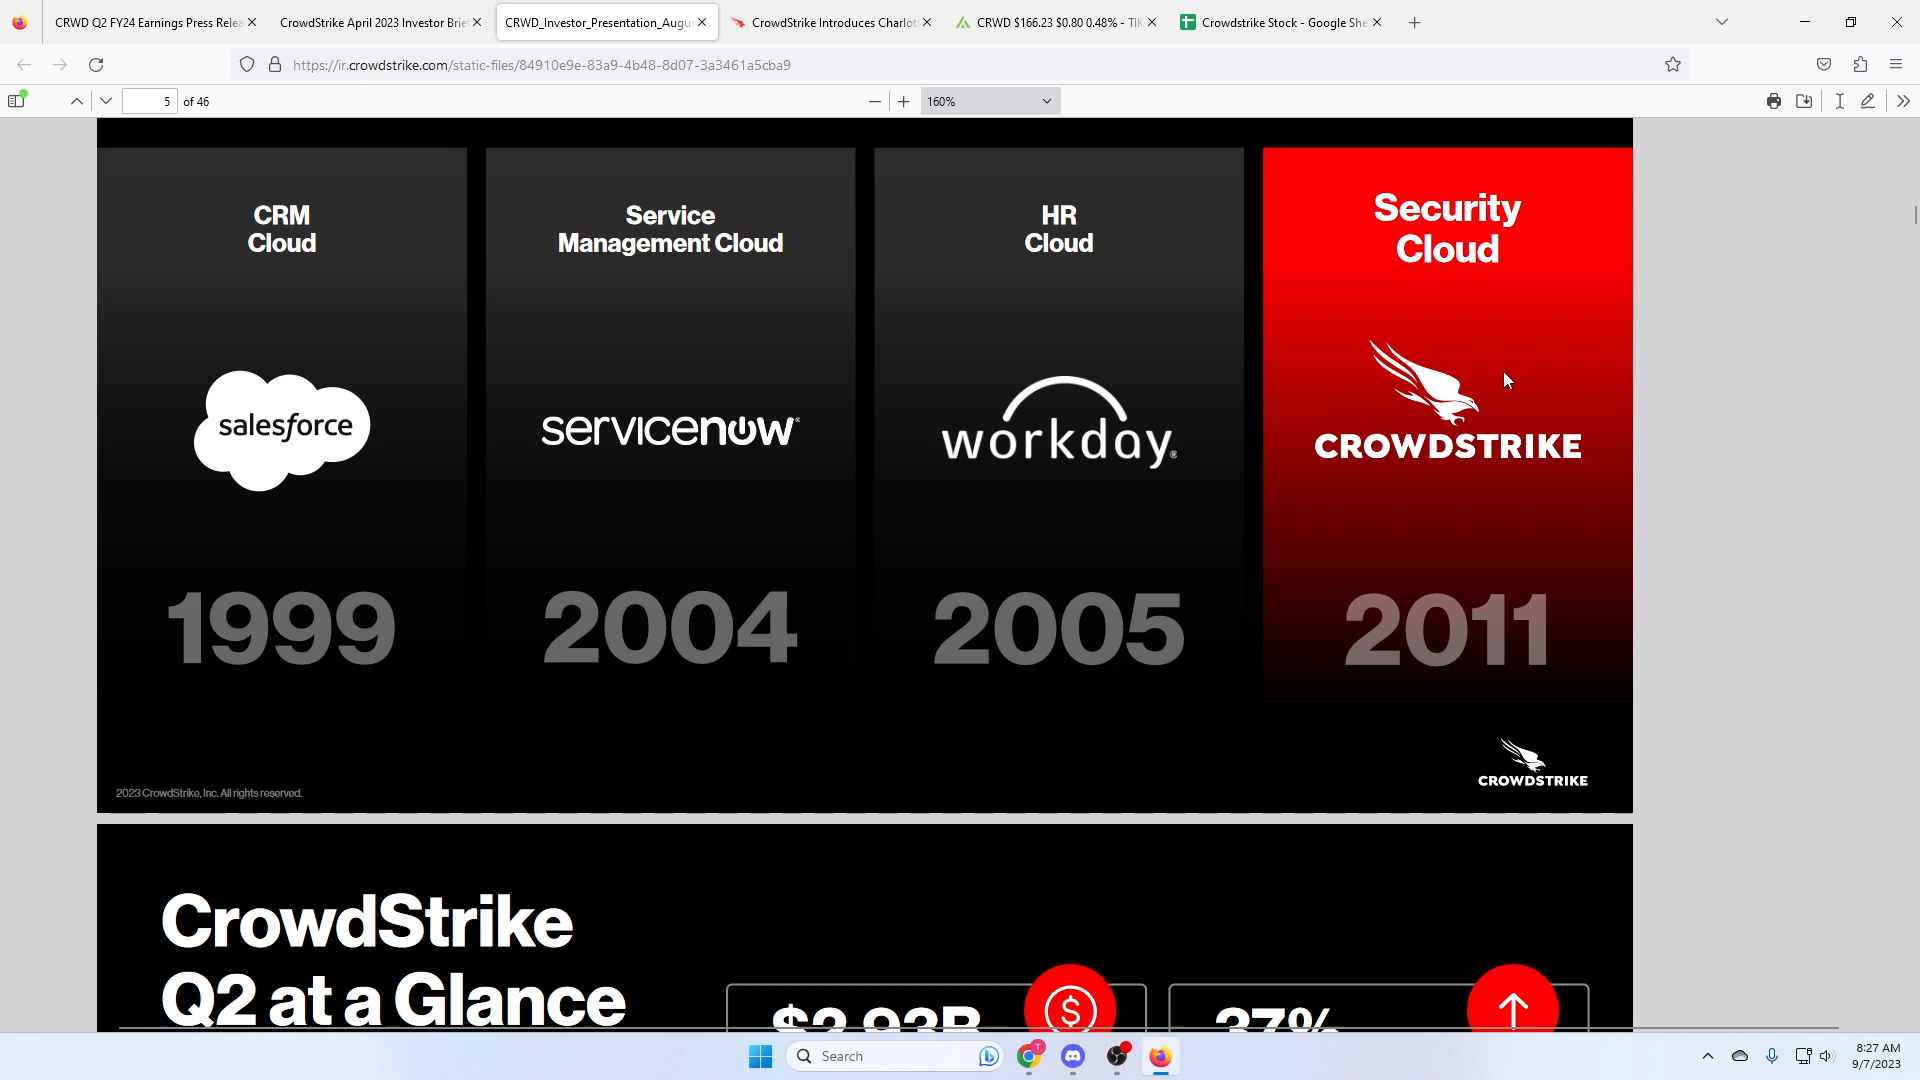 CRWD Q2 FY24 Earnings Press Relea
CrowdStrike April 2023 Investor Brie
CRWD_Investor_Presentation_Augu
CrowdStrike Introduces Charlot
CRWD $166.23 $0.80 0.48% - TIK
Crowdstrike Stock - Google She
https://ir.crowdstrike.com/static-files/84910e9e-83a9-4b48-8d07-3a3461a5cba9
5 of 46
160%
CRM
Cloud
salesforce
1999
Service
Management Cloud
servicenow
2004
HR
Cloud
workday
2005
Security
Cloud
CROWDSTRIKE
2011
CROWDSTRIKE
2023 CrowdStrike, Inc. All rights reserved.
CrowdStrike
Q2 at a Glance
$2.93B
37%
Search
T
8:27 AM
9/7/2023